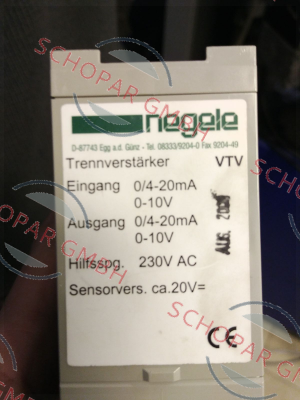 negele
D-87743 Egg a.d. Günz - Tel. 08333/9204-0 Fax 9204-49
Trennverstärker VTV
Eingang 0/4-20mA
0-10V
Ausgang 0/4-20mA
0-10V
Hilfsspg. 230V AC
Sensorvers. ca.20V=
CE
SCHOPAR GMBH
SCHOPAR GMBH
SCHOPAR GMBH